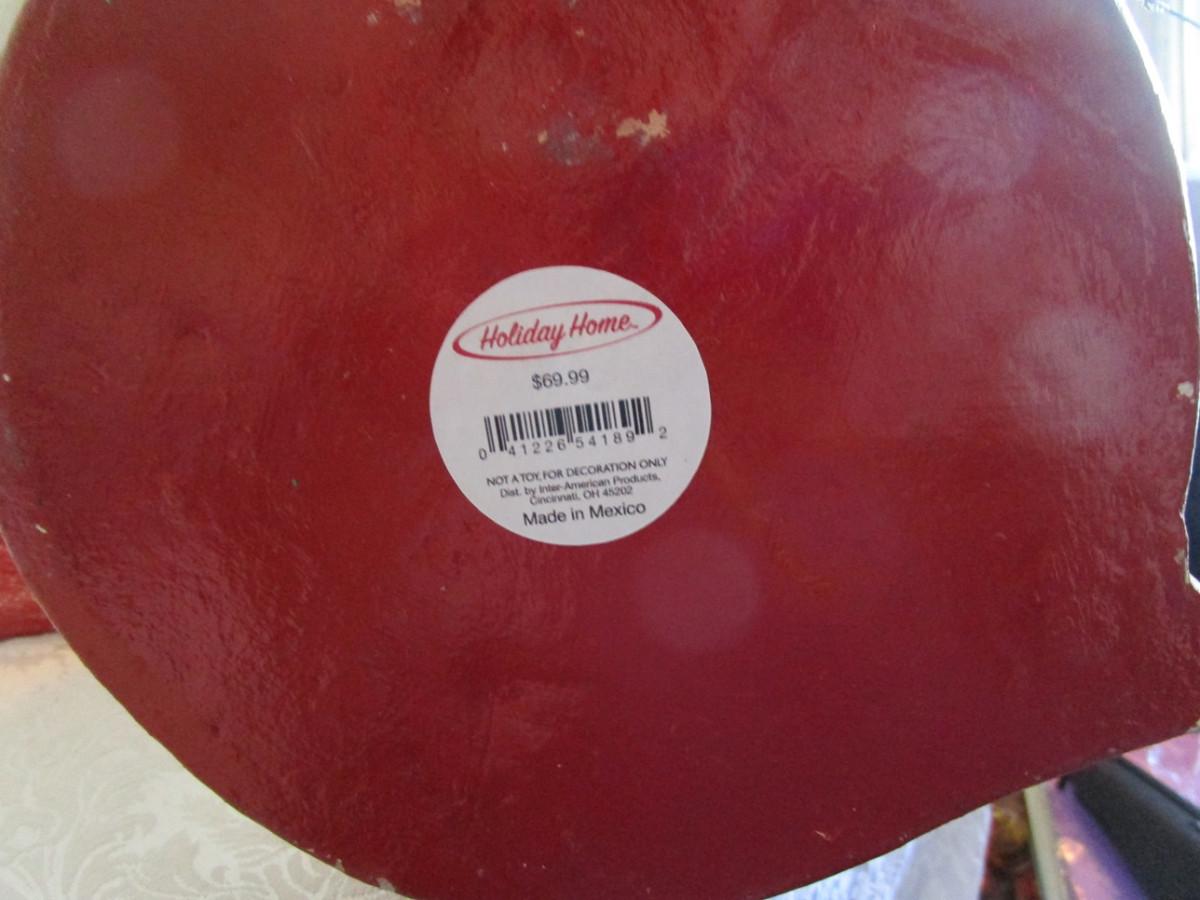 Holiday Home™
$69.99
0 41226 54189 2
NOT A TOY, FOR DECORATION ONLY
Dist. by Inter-American Products,
Cincinnati, OH 45202
Made in Mexico